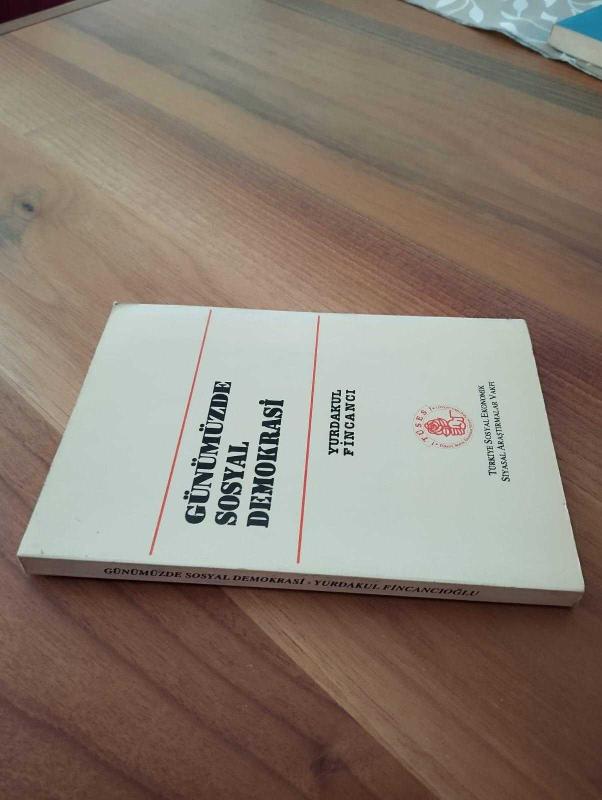 GÜNÜMÜZDE
SOSYAL
DEMOKRASİ
YURDAKUL
FİNCANCI
TÜSES
TÜRKİYE SOSYAL EKONOMİK
SİYASAL ARAŞTIRMALAR VAKFI
GÜNÜMÜZDE SOSYAL DEMOKRASİ - YURDAKUL FİNCANCIOĞLU